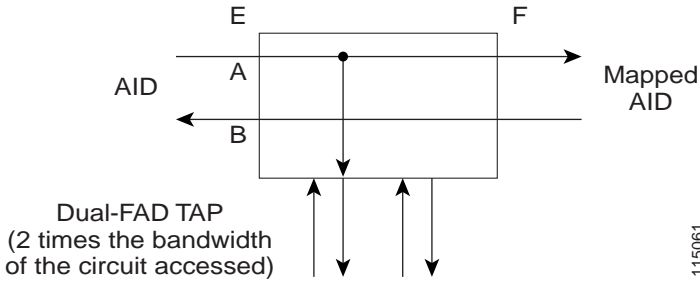 E
F
A
AID
Mapped
AID
B
Dual-FAD TAP
(2 times the bandwidth
of the circuit accessed)
115061